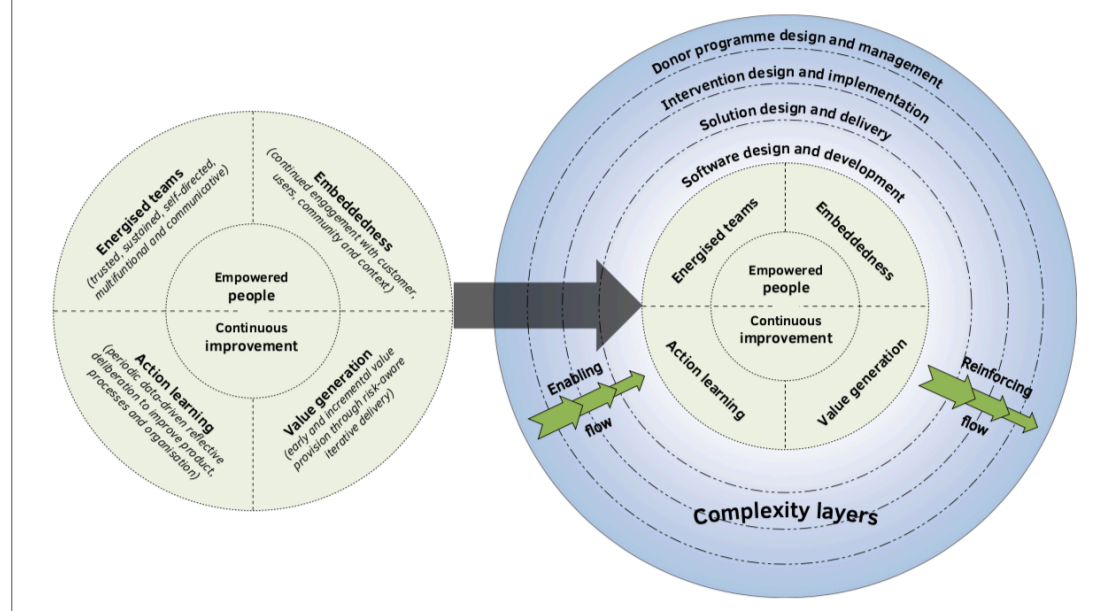 Energised teams
(trusted, sustained, self-directed,
multifuntional and communicative)
Embeddedness
(continued engagement with customer,
users, community and context)
Empowered
people
Continuous
improvement
Action learning
(periodic data-driven reflective
deliberation to improve product,
processes and organisation)
Value generation
(early and incremental value
provision through risk-aware
iterative delivery)
Donor programme design and management
Intervention design and implementation
Solution design and delivery
Software design and development
Energised teams
Embeddedness
Empowered
people
Continuous
improvement
Action learning
Value generation
Enabling
flow
Reinforcing
flow
Complexity layers